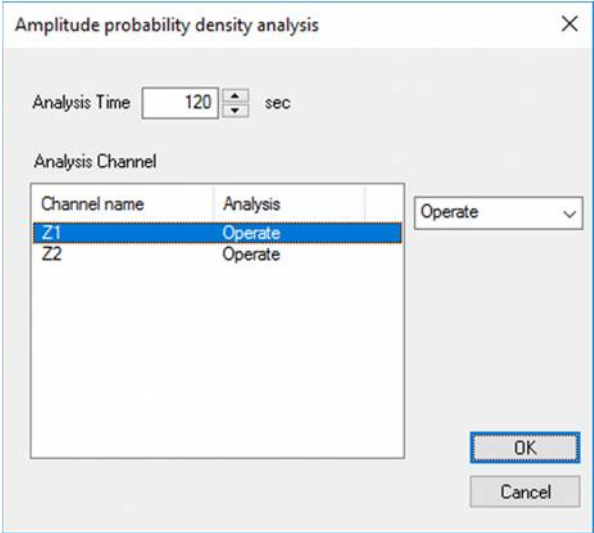 Amplitude probability density analysis
Analysis Time 120 sec
Analysis Channel
Channel name Analysis
Operate
Z1 Operate
Z2 Operate
OK
Cancel